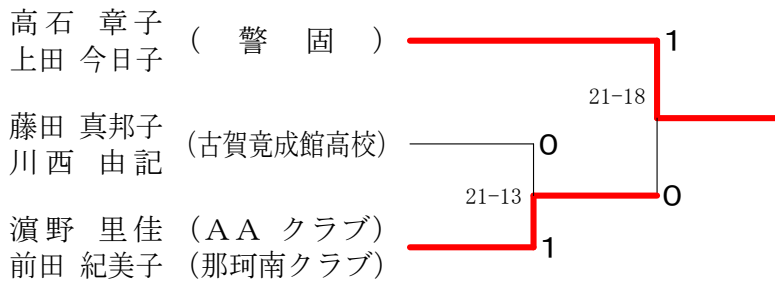 高石 章子
上田 今日子
( 警 固 )
1
21-18
藤田 真邦子
川西 由記
(古賀竟成館高校)
0
21-13
0
濵野 里佳 (AA クラブ)
前田 紀美子 (那珂南クラブ)
1